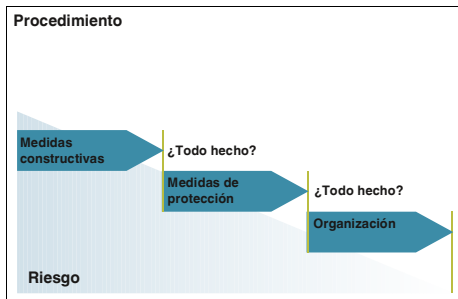 Procedimiento
Medidas
constructivas
¿Todo hecho?
Medidas de
protección
¿Todo hecho?
Organización
Riesgo